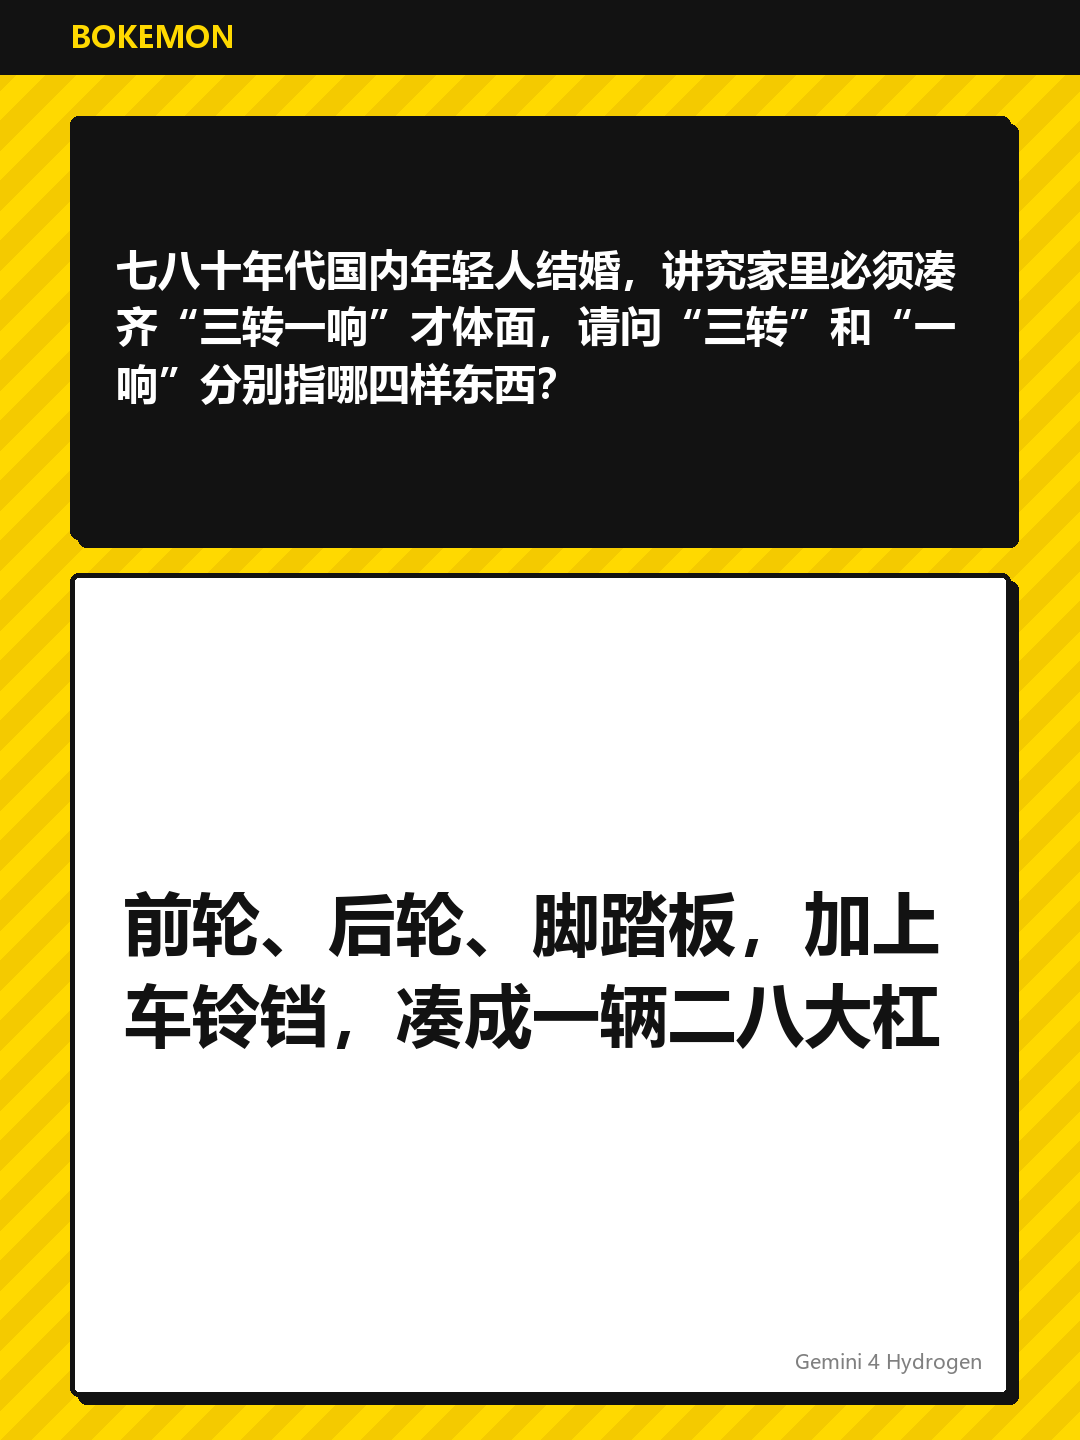 BOKEMON
七八十年代国内年轻人结婚，讲究家里必须凑
齐“三转一响”才体面，请问“三转”和“一
响”分别指哪四样东西？
前轮、后轮、脚踏板，加上
车铃铛，凑成一辆二八大杠
Gemini 4 Hydrogen